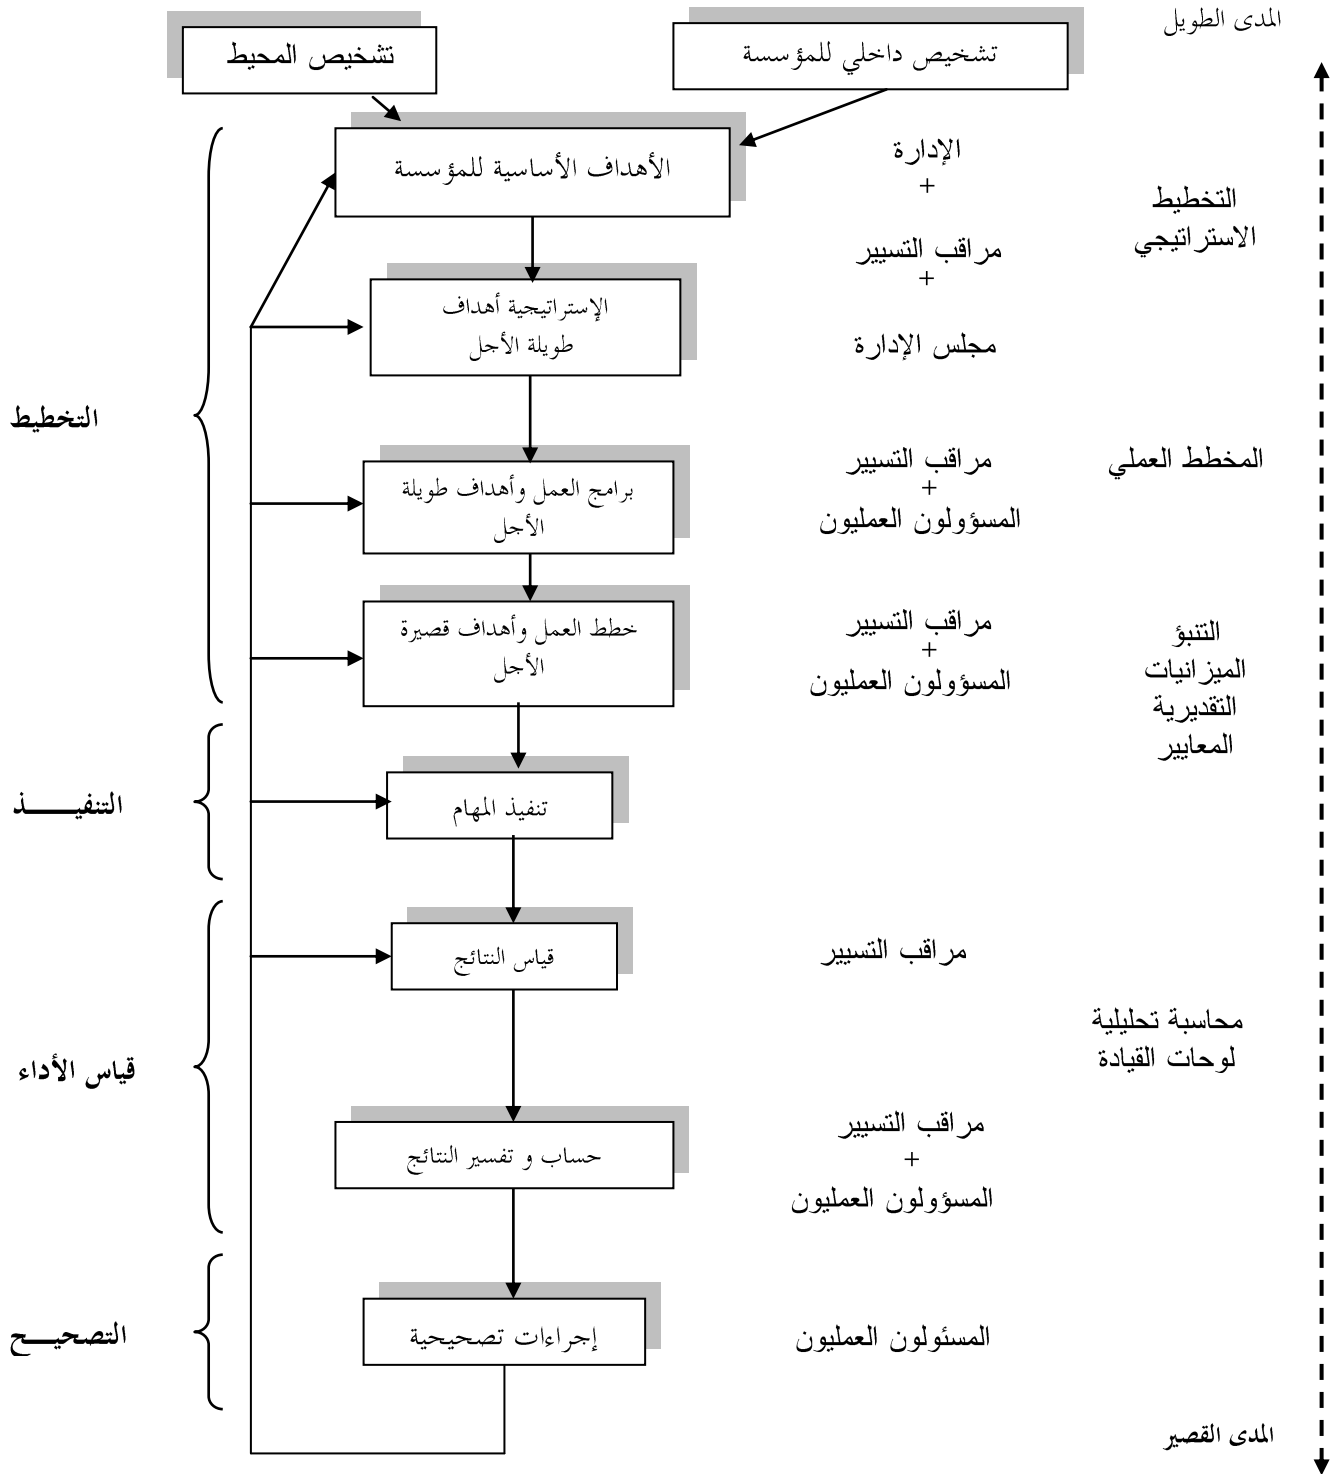 المدى الطويل
تشخيص داخلي للمؤسسة
تشخيص المحيط
الأهداف الأساسية للمؤسسة
الإدارة
+
مراقب التسيير
+
مجلس الإدارة
التخطيط
الاستراتيجي
الإستراتيجية أهداف
طويلة الأجل
التخطيط
برامج العمل وأهداف طويلة
الأجل
مراقب التسيير
+
المسؤولون العمليون
المخطط العملي
خطط العمل وأهداف قصيرة
الأجل
مراقب التسيير
+
المسؤولون العمليون
التنبؤ
الميزانيات
التقديرية
المعايير
تنفيذ المهام
التنفيـــــــذ
قياس النتائج
مراقب التسيير
محاسبة تحليلية
لوحات القيادة
قياس الأداء
حساب و تفسير النتائج
مراقب التسيير
+
المسؤولون العمليون
إجراءات تصحيحية
المسئولون العمليون
التصحيـــــح
المدى القصير